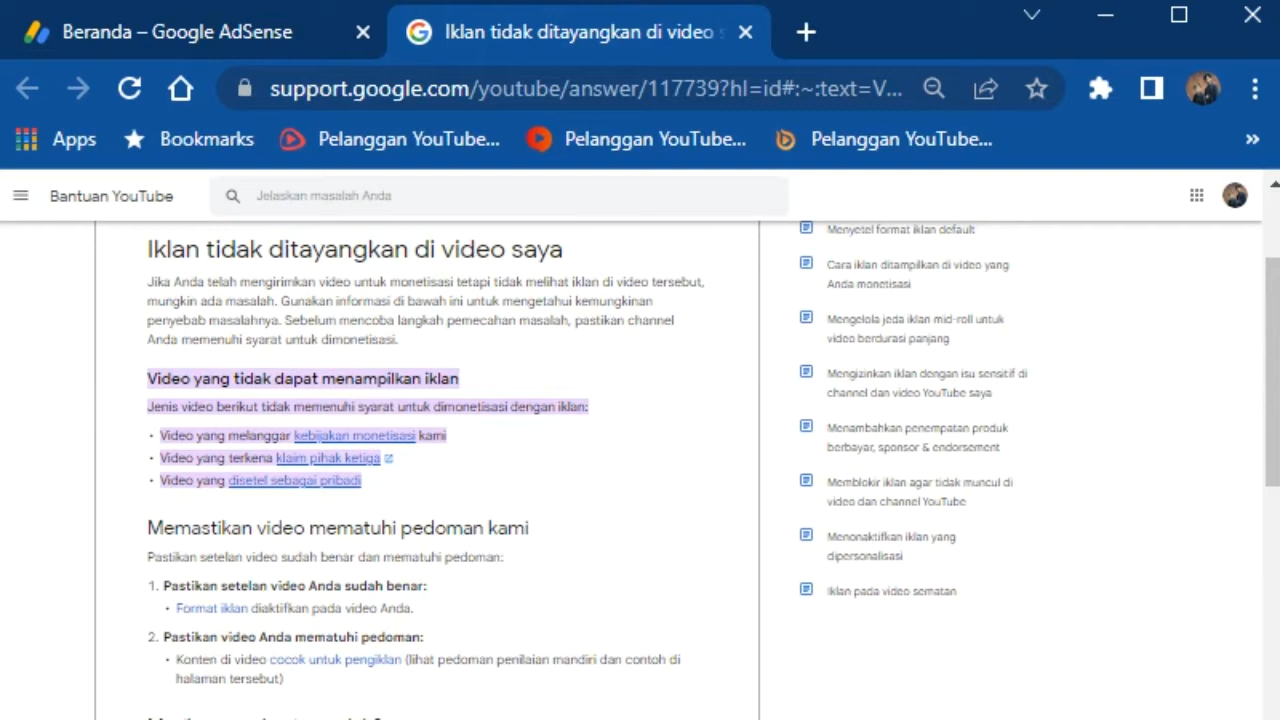 Beranda – Google AdSense
Iklan tidak ditayangkan di video s
support.google.com/youtube/answer/117739?hl=id#:~:text=V...
Apps
Bookmarks
Pelanggan YouTube...
Pelanggan YouTube...
Pelanggan YouTube...
»
Bantuan YouTube
Jelaskan masalah Anda
Iklan tidak ditayangkan di video saya
Jika Anda telah mengirimkan video untuk monetisasi tetapi tidak melihat iklan di video tersebut,
mungkin ada masalah. Gunakan informasi di bawah ini untuk mengetahui kemungkinan
penyebab masalahnya. Sebelum mencoba langkah pemecahan masalah, pastikan channel
Anda memenuhi syarat untuk dimonetisasi.
Video yang tidak dapat menampilkan iklan
Jenis video berikut tidak memenuhi syarat untuk dimonetisasi dengan iklan:
• Video yang melanggar kebijakan monetisasi kami
• Video yang terkena klaim pihak ketiga
• Video yang disetel sebagai pribadi
Memastikan video mematuhi pedoman kami
Pastikan setelan video sudah benar dan mematuhi pedoman:
1. Pastikan setelan video Anda sudah benar:
• Format iklan diaktifkan pada video Anda.
2. Pastikan video Anda mematuhi pedoman:
• Konten di video cocok untuk pengiklan (lihat pedoman penilaian mandiri dan contoh di
halaman tersebut)
Menyetel format iklan default
Cara iklan ditampilkan di video yang
Anda monetisasi
Mengelola jeda iklan mid-roll untuk
video berdurasi panjang
Mengizinkan iklan dengan isu sensitif di
channel dan video YouTube saya
Menambahkan penempatan produk
berbayar, sponsor & endorsement
Memblokir iklan agar tidak muncul di
video dan channel YouTube
Menonaktifkan iklan yang
dipersonalisasi
Iklan pada video sematan